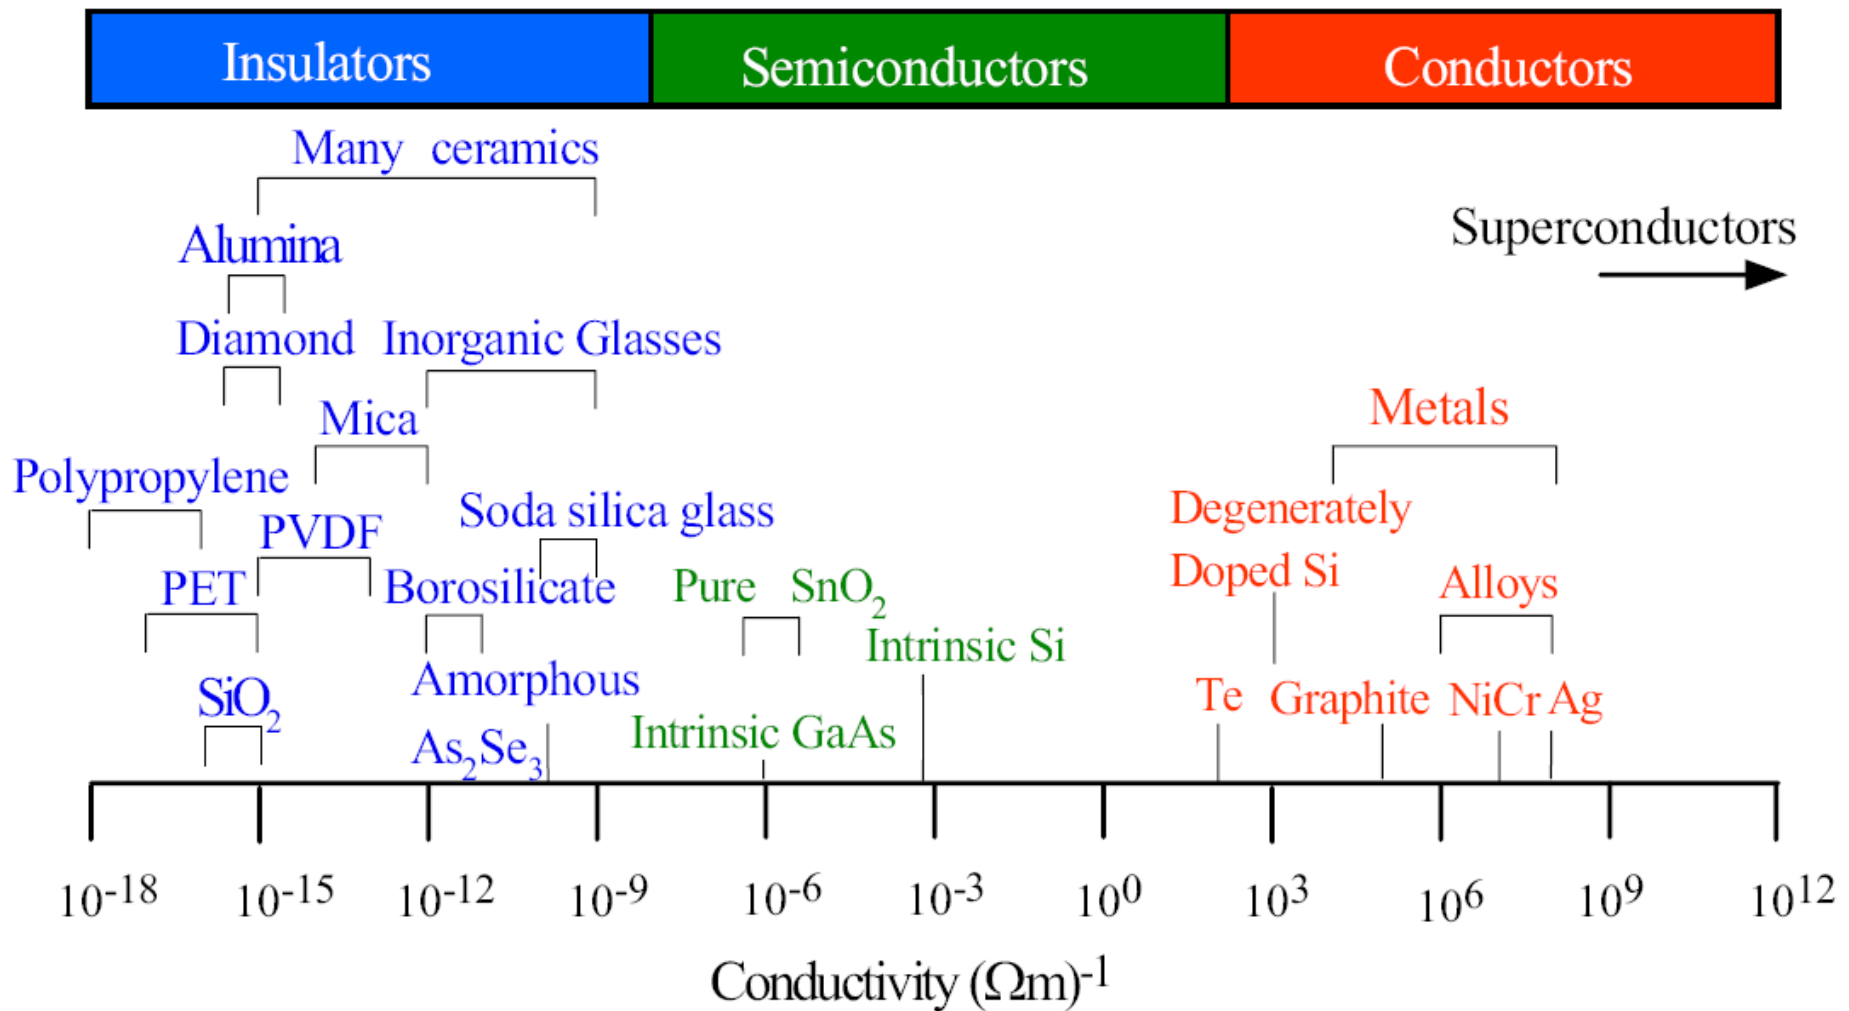 Insulators
Semiconductors
Conductors
Many ceramics
Alumina
Superconductors
Diamond
Inorganic Glasses
Mica
Metals
Polypropylene
PVDF
Soda silica glass
Degenerately
Doped Si
PET
Borosilicate
Pure SnO₂
Alloys
Intrinsic Si
SiO₂
Amorphous
As₂Se₃
Intrinsic GaAs
Te
Graphite
NiCr
Ag
10⁻¹⁸
10⁻¹⁵
10⁻¹²
10⁻⁹
10⁻⁶
10⁻³
10⁰
10³
10⁶
10⁹
10¹²
Conductivity (Ωm)⁻¹